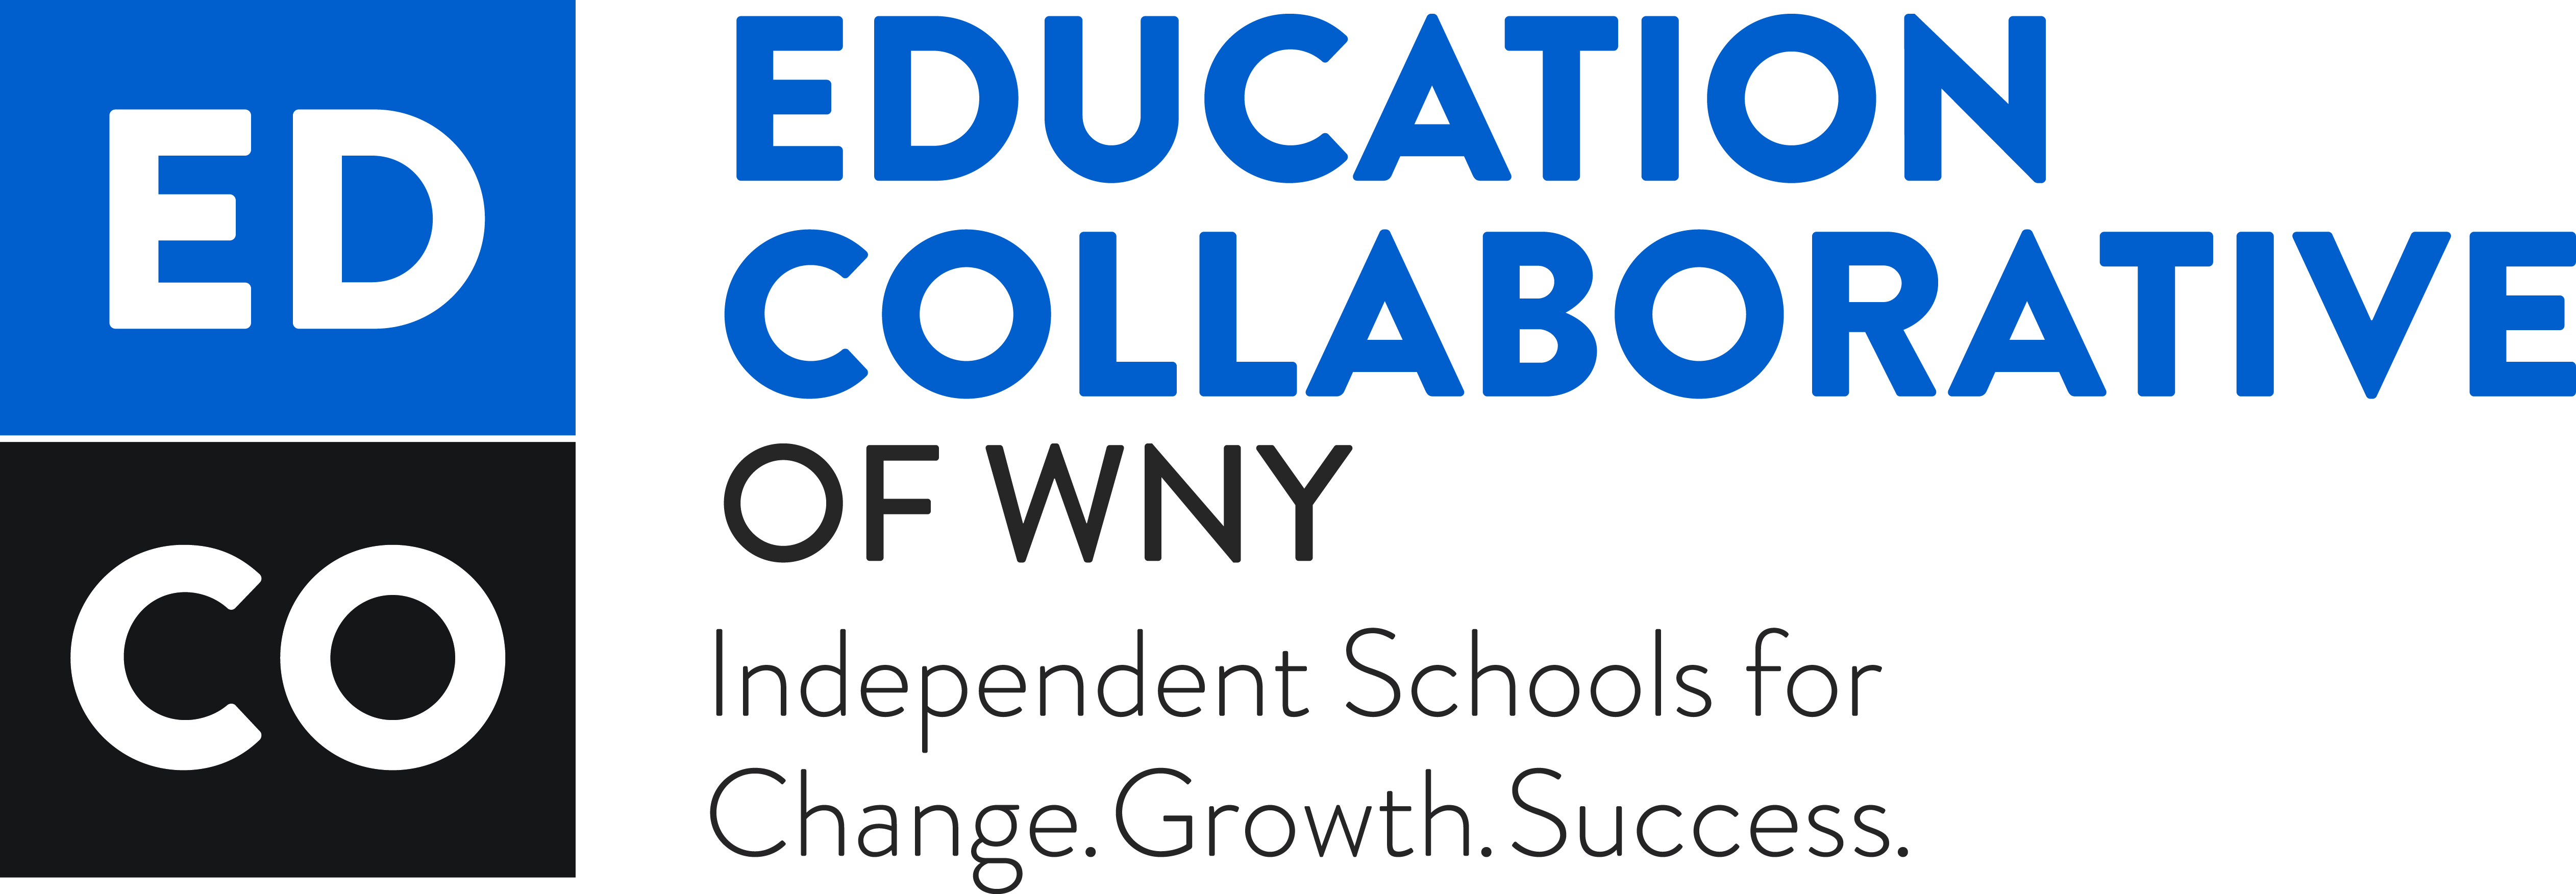 ED
CO
EDUCATION
COLLABORATIVE
OF WNY
Independent Schools for
Change. Growth. Success.